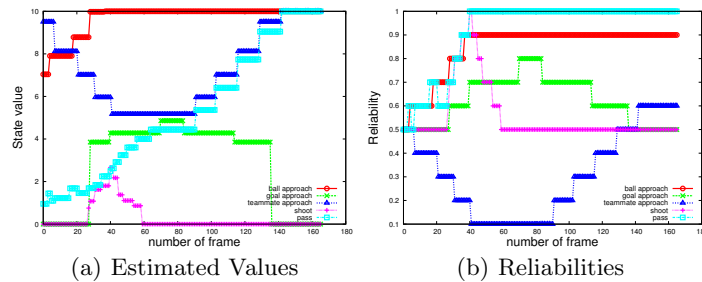 10
8
6
4
2
0
State value
0 20 40 60 80 100 120 140 160 180
number of frame
ball approach
goal approach
teammate approach
shoot
pass
(a) Estimated Values
1
0.9
0.8
0.7
0.6
0.5
0.4
0.3
0.2
0.1
Reliability
0 20 40 60 80 100 120 140 160 180
number of frame
ball approach
goal approach
teammate approach
shoot
pass
(b) Reliabilities